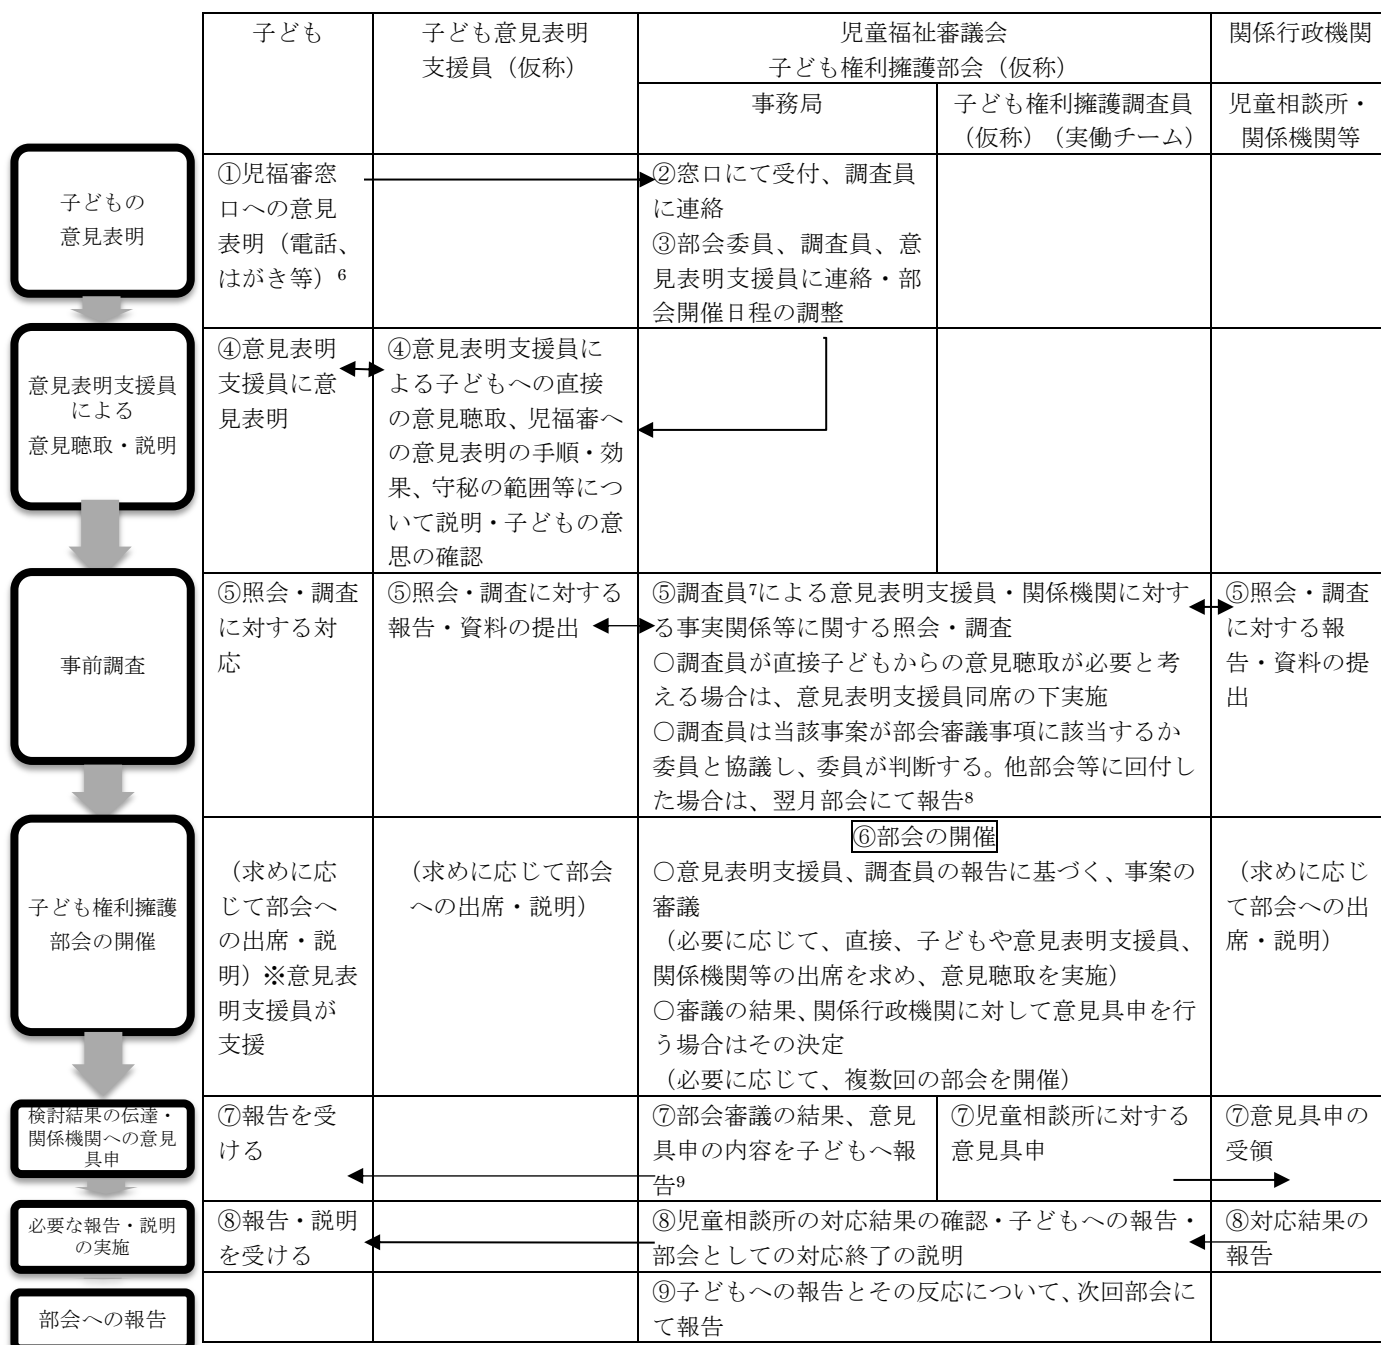 子ども
子ども意見表明
支援員（仮称）
児童福祉審議会
子ども権利擁護部会（仮称）
関係行政機関
事務局
子ども権利擁護調査員
（仮称）（実働チーム）
児童相談所・
関係機関等
子どもの
意見表明
①児福審窓
口への意見
表明（電話、
はがき等）6
②窓口にて受付、調査員
に連絡
③部会委員、調査員、意
見表明支援員に連絡・部
会開催日程の調整
意見表明支援員
による
意見聴取・説明
④意見表明
支援員に意
見表明
④意見表明支援員に
よる子どもへの直接
の意見聴取、児福審へ
の意見表明の手順・効
果、守秘の範囲等につ
いて説明・子どもの意
思の確認
事前調査
⑤照会・調査
に対する対
応
⑤照会・調査に対する
報告・資料の提出
⑤調査員7による意見表明支援員・関係機関に対す
る事実関係等に関する照会・調査
○調査員が直接子どもからの意見聴取が必要と考
える場合は、意見表明支援員同席の下実施
○調査員は当該事案が部会審議事項に該当するか
委員と協議し、委員が判断する。他部会等に回付し
た場合は、翌月部会にて報告8
⑤照会・調査
に対する報
告・資料の提
出
子ども権利擁護
部会の開催
（求めに応
じて部会へ
の出席・説
明）※意見表
明支援員が
支援
（求めに応じて部会
への出席・説明）
⑥部会の開催
○意見表明支援員、調査員の報告に基づく、事案の
審議
（必要に応じて、直接、子どもや意見表明支援員、
関係機関等の出席を求め、意見聴取を実施）
○審議の結果、関係行政機関に対して意見具申を行
う場合はその決定
（必要に応じて、複数回の部会を開催）
（求めに応じ
て部会への出
席・説明）
検討結果の伝達・
関係機関への意見
具申
⑦報告を受
ける
⑦部会審議の結果、意見
具申の内容を子どもへ報
告9
⑦児童相談所に対する
意見具申
⑦意見具申の
受領
必要な報告・説明
の実施
⑧報告・説明
を受ける
⑧児童相談所の対応結果の確認・子どもへの報告・
部会としての対応終了の説明
⑧対応結果の
報告
部会への報告
⑨子どもへの報告とその反応について、次回部会に
て報告